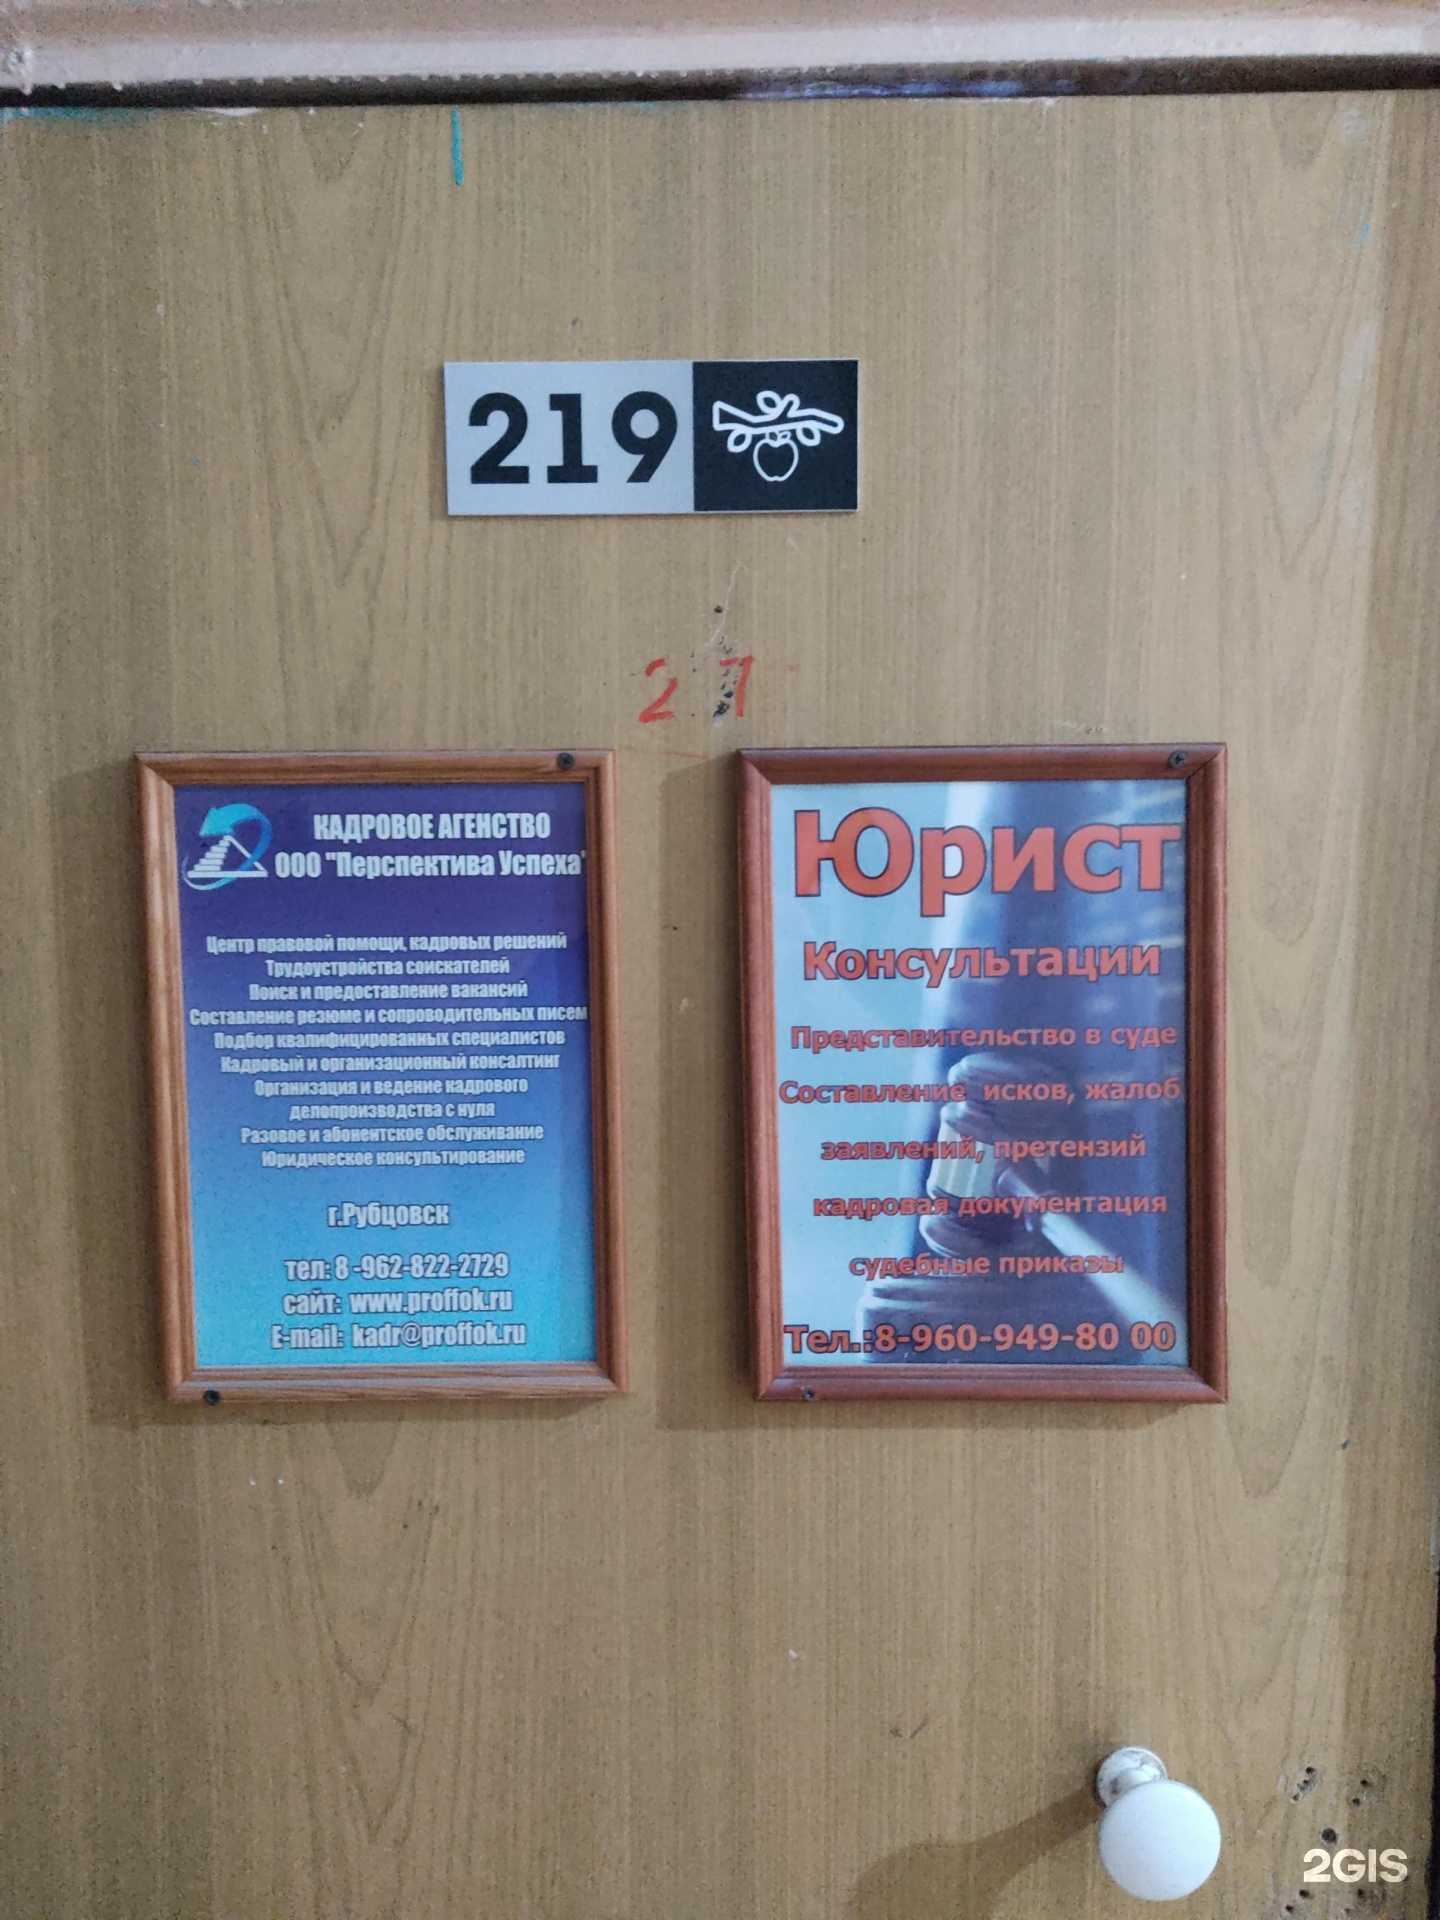 219
2 7
КАДРОВОЕ АГЕНСТВО
ООО "Перспектива Успеха"
Центр правовой помощи, кадровых решений
Трудоустройства соискателей
Поиск и предоставление вакансий
Составление резюме и сопроводительных писем
Подбор квалифицированных специалистов
Кадровый и организационный консалтинг
Организация и ведение кадрового
делопроизводства с нуля
Разовое и абонентское обслуживание
Юридическое консультирование
г.Рубцовск
тел: 8 -962-822-2729
сайт: www.proffok.ru
E-mail: kadr@proffok.ru
Юрист
Консультации
Представительство в суде
Составление исков, жалоб
заявлений, претензий
кадровая документация
судебные приказы
Тел.:8-960-949-80 00
2GIS